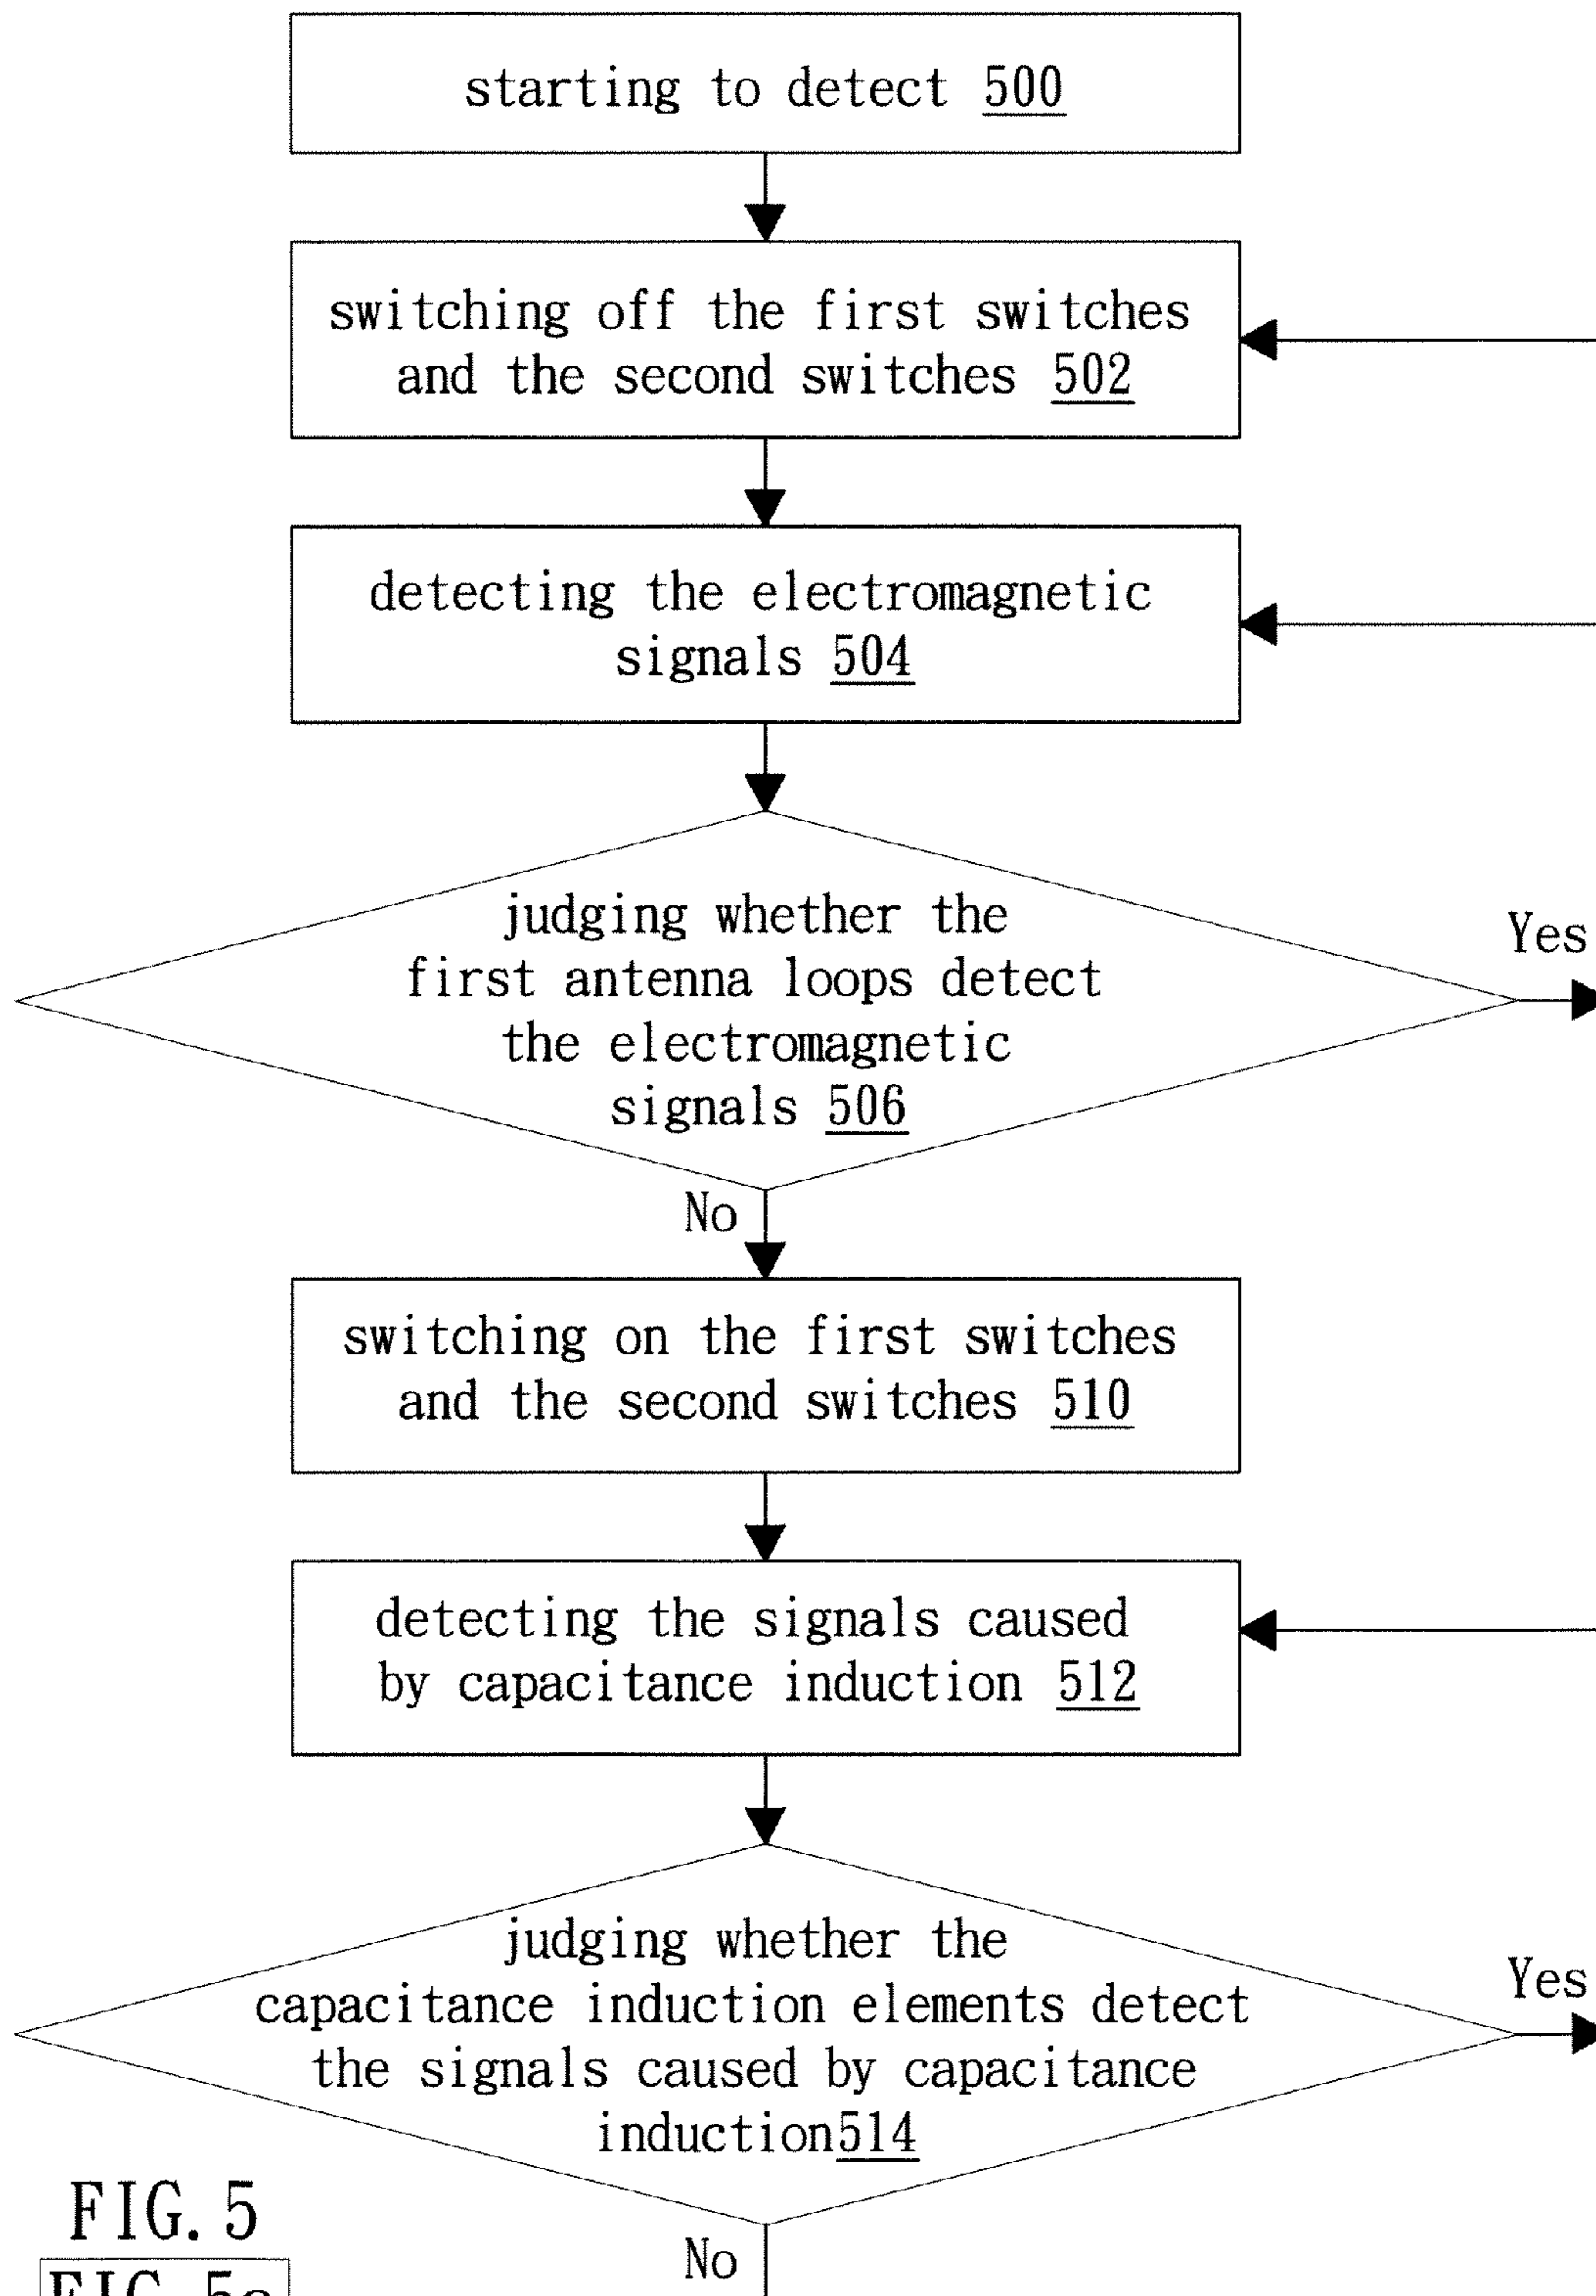 starting to detect 500
switching off the first switches
and the second switches 502
detecting the electromagnetic
signals 504
judging whether the
first antenna loops detect
the electromagnetic
signals 506
Yes
No
switching on the first switches
and the second switches 510
detecting the signals caused
by capacitance induction 512
judging whether the
capacitance induction elements detect
the signals caused by capacitance
induction514
Yes
No
FIG. 5